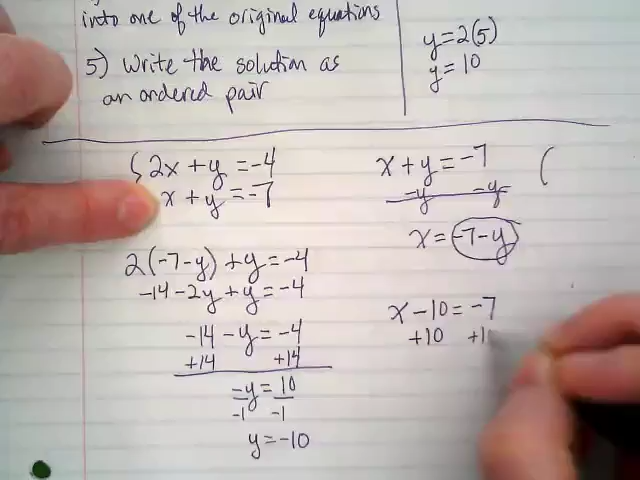 into one of the original equations
5) Write the solution as
an ordered pair
y=2(5)
y=10
{2x+y=-4
x+y=-7
2(-7-y)+y=-4
-14-2y+y=-4
-14-y=-4
+14 +14
-y=10
-1 -1
y=-10
x+y=-7
-y -y
x=-7-y
(
x-10=-7
+10 +10